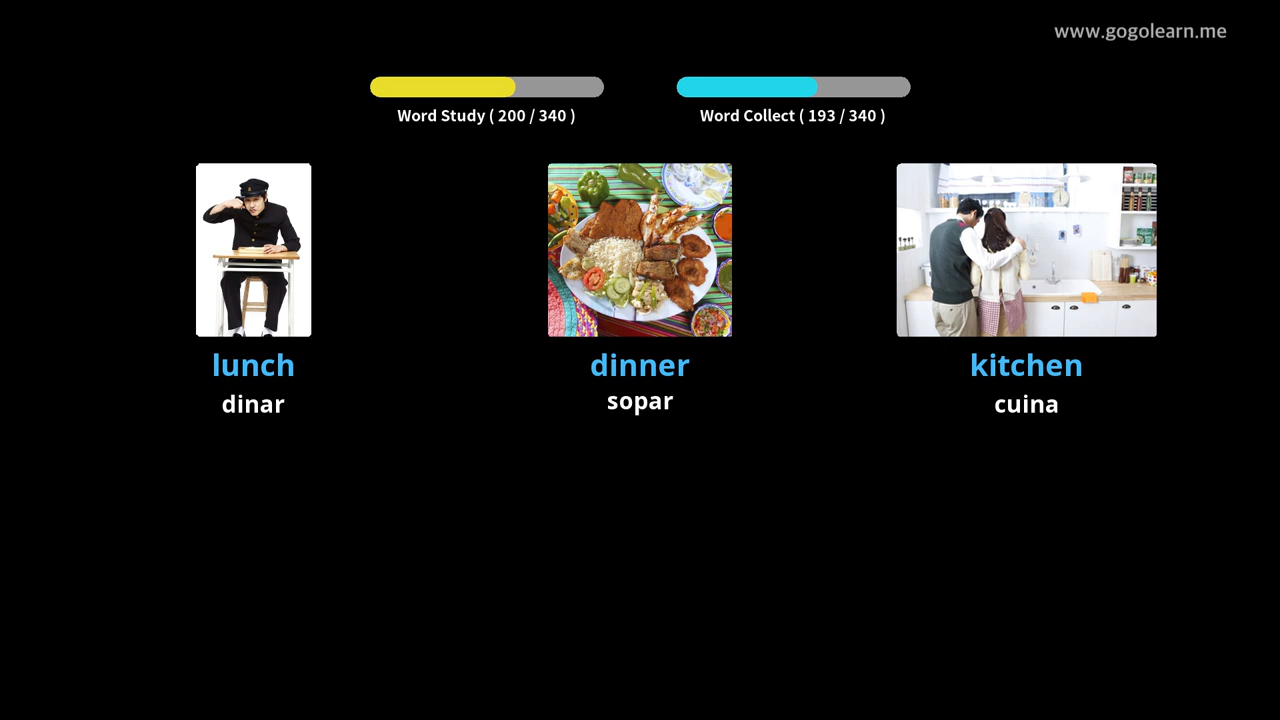 www.gogolearn.me
Word Study ( 200 / 340 )
Word Collect ( 193 / 340 )
lunch
dinar
dinner
sopar
kitchen
cuina